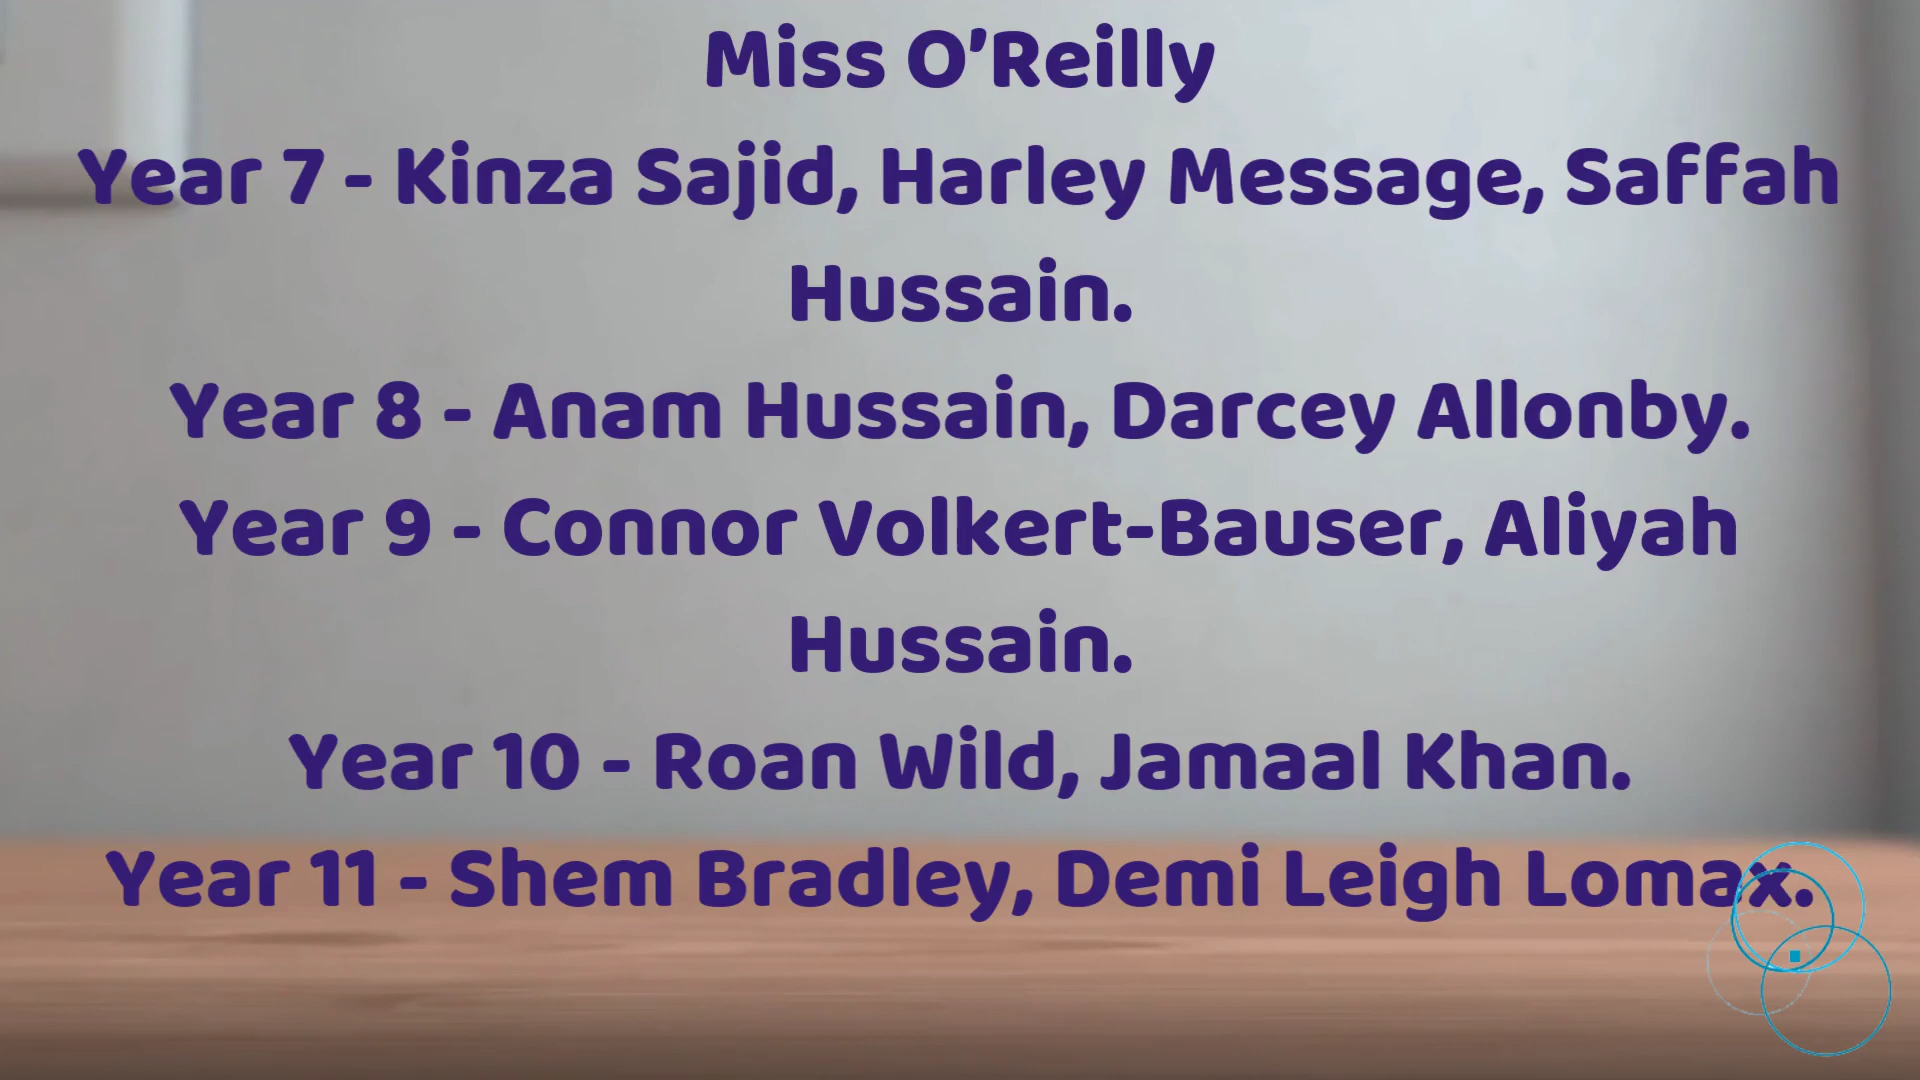 Miss O'Reilly
Year 7 - Kinza Sajid, Harley Message, Saffah
Hussain.
Year 8 - Anam Hussain, Darcey Allonby.
Year 9 - Connor Volkert-Bauser, Aliyah
Hussain.
Year 10 - Roan Wild, Jamaal Khan.
Year 11 - Shem Bradley, Demi Leigh Lomax.